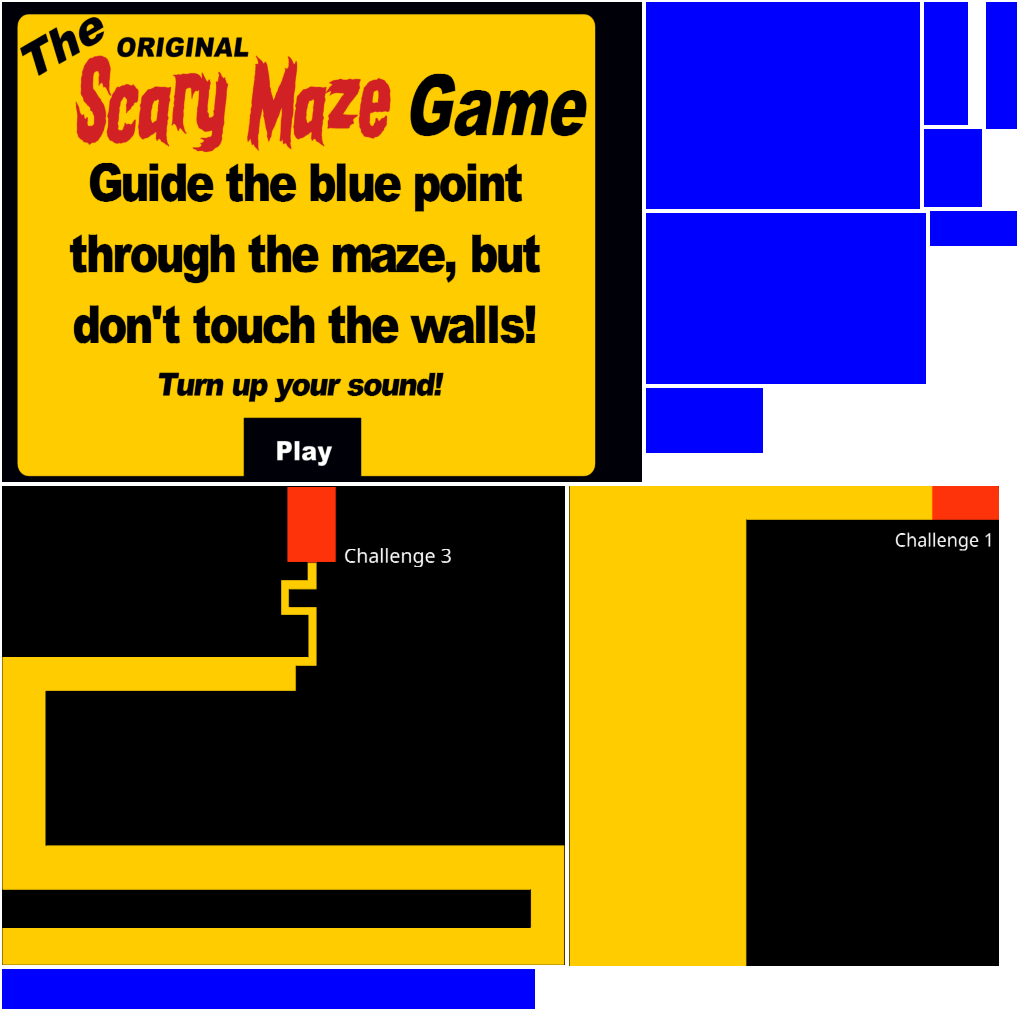 The
ORIGINAL
Scary Maze Game
Guide the blue point
through the maze, but
don't touch the walls!
Turn up your sound!
Play
Challenge 3
Challenge 1